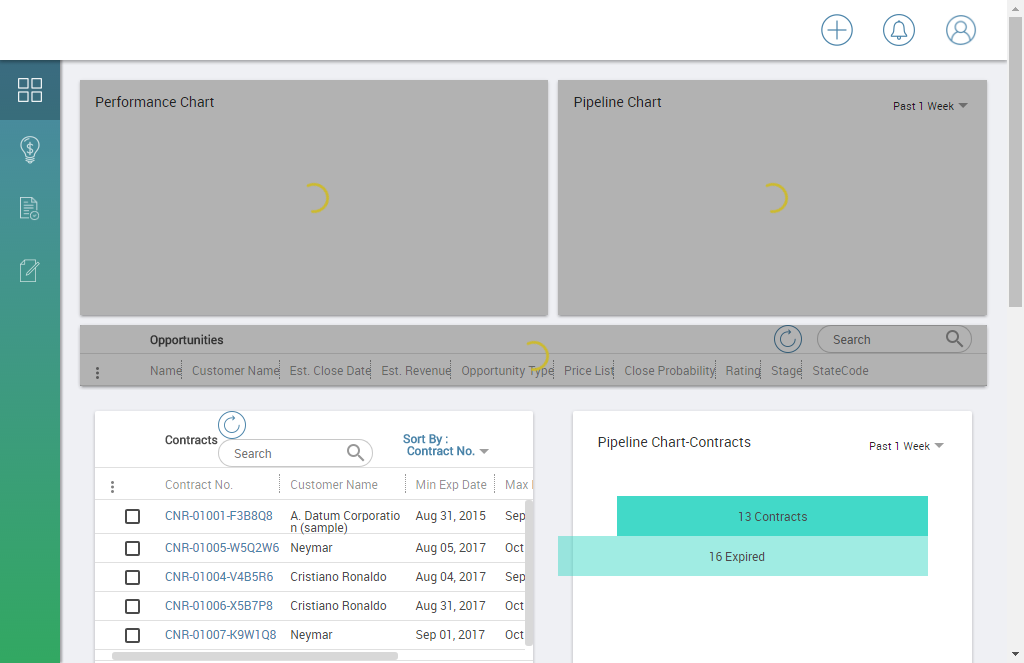 Performance Chart
Pipeline Chart
Past 1 Week
Opportunities
Search
Name Customer Name Est. Close Date Est. Revenue Opportunity Type Price List Close Probability Rating Stage StateCode
Contracts
Search
Sort By :
Contract No.
Contract No. Customer Name Min Exp Date Max
CNR-01001-F3B8Q8 A. Datum Corporatio Aug 31, 2015 Sep
n (sample)
CNR-01005-W5Q2W6 Neymar Aug 05, 2017 Oct
CNR-01004-V4B5R6 Cristiano Ronaldo Aug 04, 2017 Sep
CNR-01006-X5B7P8 Cristiano Ronaldo Aug 31, 2017 Oct
CNR-01007-K9W1Q8 Neymar Sep 01, 2017 Oct
Pipeline Chart-Contracts
Past 1 Week
13 Contracts
16 Expired